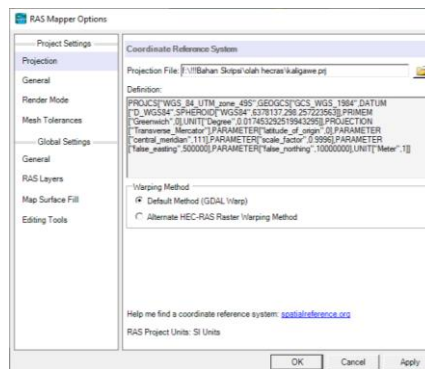 RAS Mapper Options
Project Settings
Projection
General
Render Mode
Mesh Tolerances
Global Settings
General
RAS Layers
Map Surface Fill
Editing Tools
Coordinate Reference System
Projection File: I:\!!!Bahan Skripsi\olah hecras\kaligawe.prj
Definition:
PROJCS["WGS_84_UTM_zone_49S",GEOGCS["GCS_WGS_1984",DATUM
["D_WGS84",SPHEROID["WGS84",6378137,298.257223563]],PRIMEM
["Greenwich",0],UNIT["Degree",0.017453292519943295]],PROJECTION
["Transverse_Mercator"],PARAMETER["latitude_of_origin",0],PARAMETER
["central_meridian",111],PARAMETER["scale_factor",0.9996],PARAMETER
["false_easting",500000],PARAMETER["false_northing",10000000],UNIT["Meter",1]]
Warping Method
Default Method (GDAL Warp)
Alternate HEC-RAS Raster Warping Method
Help me find a coordinate reference system: spatialreference.org
RAS Project Units: SI Units
OK Cancel Apply